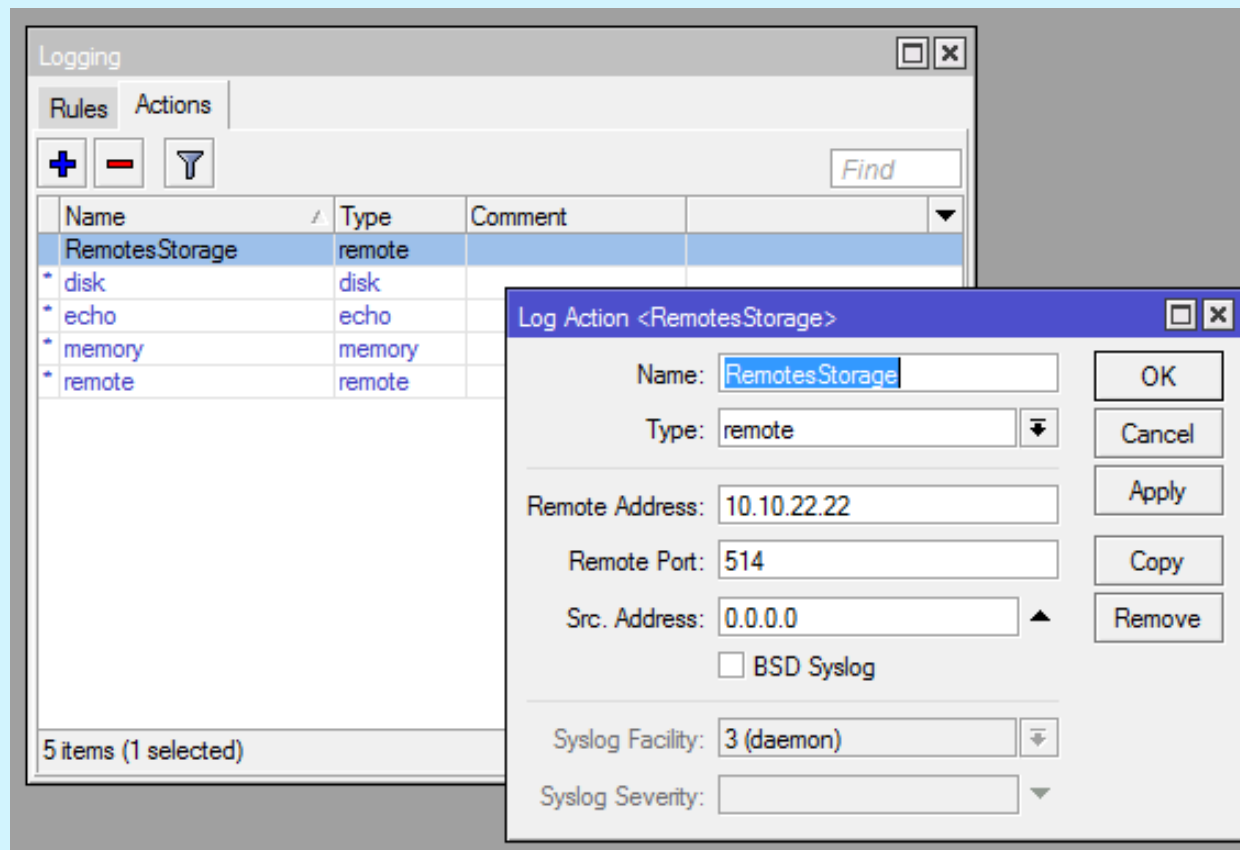 Logging
Rules Actions
Find
Name Type Comment
RemotesStorage remote
* disk disk
* echo echo
* memory memory
* remote remote
5 items (1 selected)
Log Action <RemotesStorage>
Name: RemotesStorage OK
Type: remote Cancel
Remote Address: 10.10.22.22 Apply
Remote Port: 514 Copy
Src. Address: 0.0.0.0 Remove
BSD Syslog
Syslog Facility: 3 (daemon)
Syslog Severity: